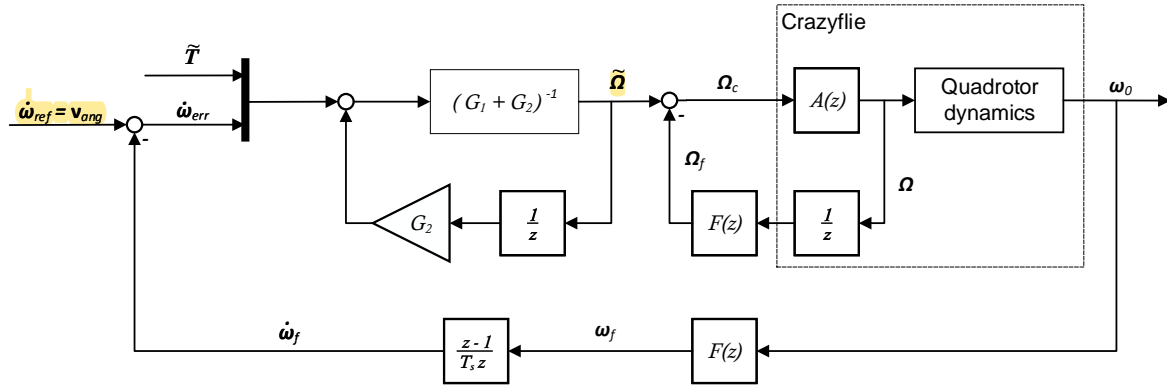 Crazyflie
T̃
ω̇ref = vang
ω̇err
(G₁ + G₂)⁻¹
Ω̃
-
Ωc
A(z)
Quadrotor
dynamics
ω₀
-
Ωf
Ω
G₂
1
z
F(z)
1
z
ω̇f
z - 1
Tₛ z
ωf
F(z)